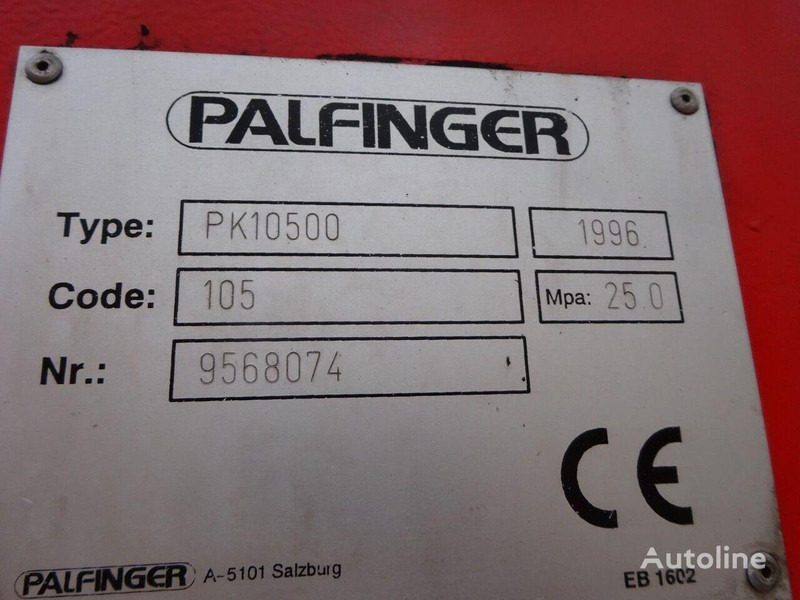 PALFINGER
Type: PK10500 1996
Code: 105 Mpa: 25.0
Nr.: 9568074
CE
PALFINGER A-5101 Salzburg EB 1602
Autoline